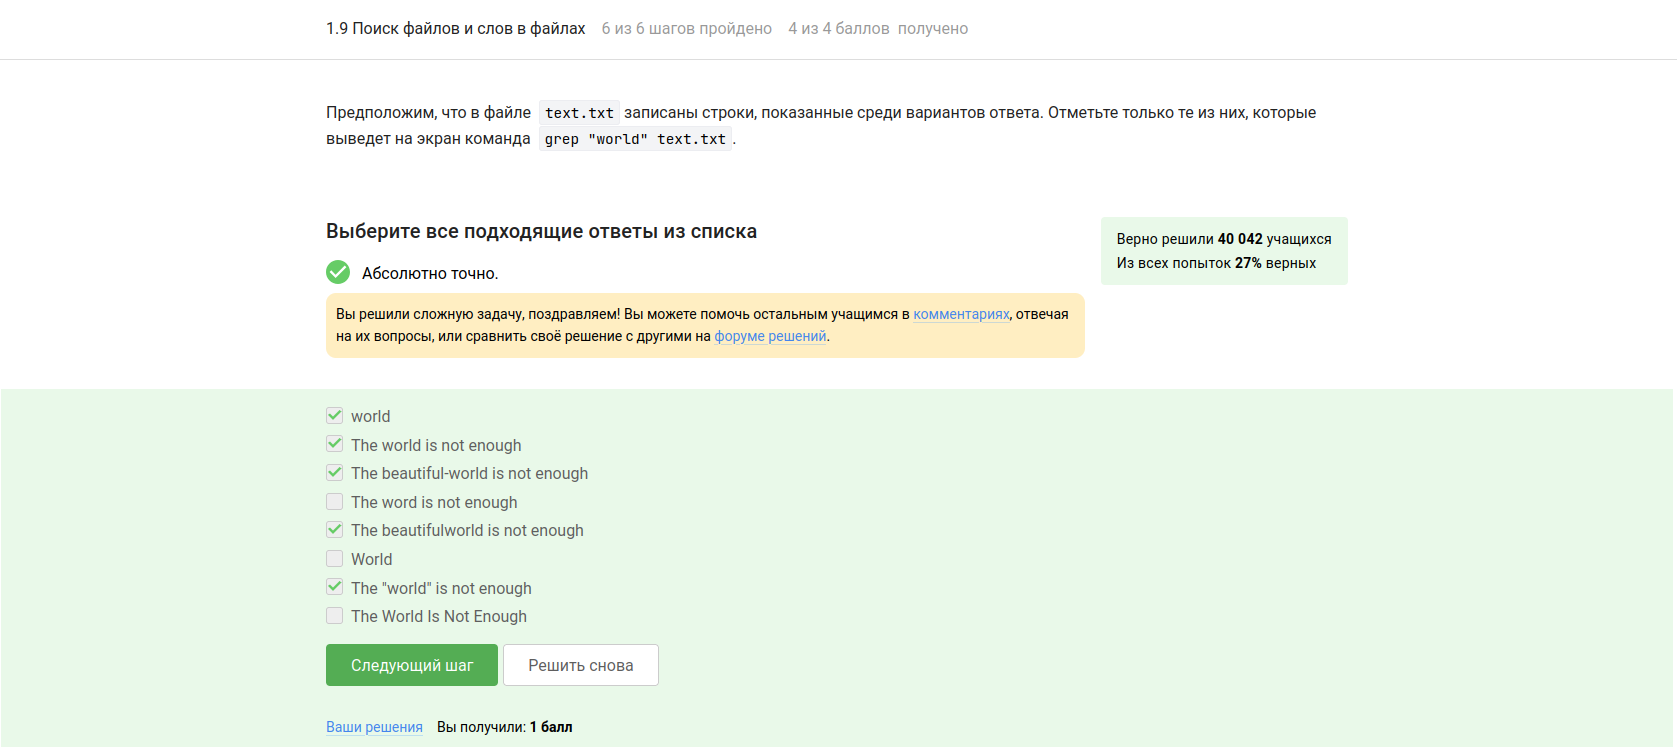 1.9 Поиск файлов и слов в файлах 6 из 6 шагов пройдено 4 из 4 баллов получено
Предположим, что в файле text.txt записаны строки, показанные среди вариантов ответа. Отметьте только те из них, которые
выведет на экран команда grep "world" text.txt.
Выберите все подходящие ответы из списка
Верно решили 40 042 учащихся
Из всех попыток 27% верных
Абсолютно точно.
Вы решили сложную задачу, поздравляем! Вы можете помочь остальным учащимся в комментариях, отвечая
на их вопросы, или сравнить своё решение с другими на форуме решений.
world
The world is not enough
The beautiful-world is not enough
The word is not enough
The beautifulworld is not enough
World
The "world" is not enough
The World Is Not Enough
Следующий шаг Решить снова
Ваши решения Вы получили: 1 балл